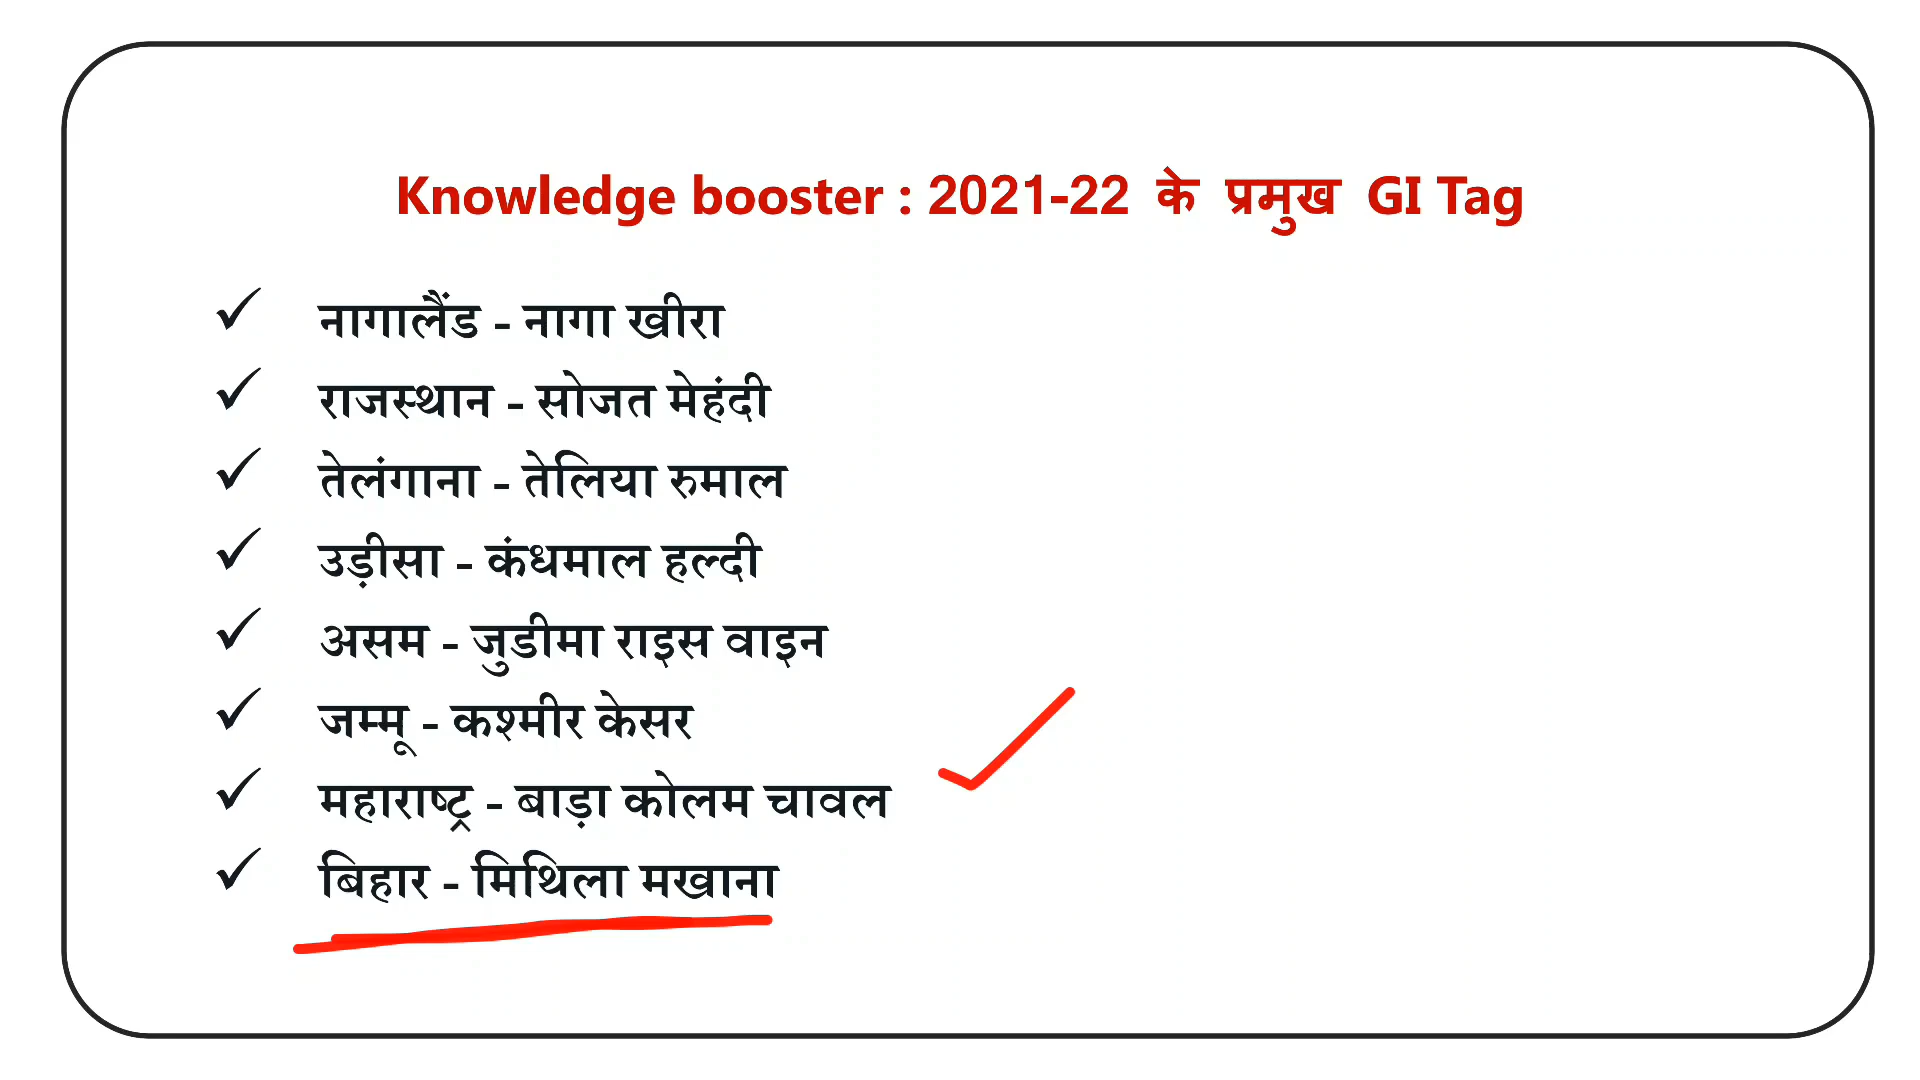 Knowledge booster : 2021-22 के प्रमुख GI Tag
नागालैंड - नागा खीरा
राजस्थान - सोजत मेहंदी
तेलंगाना - तेलिया रुमाल
उड़ीसा - कंधमाल हल्दी
असम - जुडीमा राइस वाइन
जम्मू - कश्मीर केसर
महाराष्ट्र - बाड़ा कोलम चावल
बिहार - मिथिला मखाना